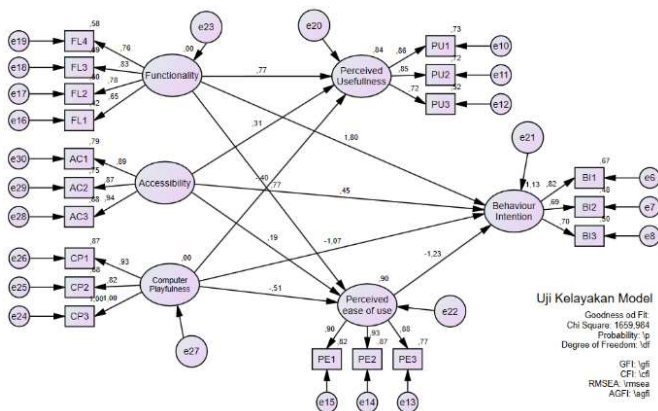 e19
FL4
,58
,76
e18
FL3
,83
e17
FL2
,78
e16
FL1
,65
e23
,00
Functionality
e20
,84
Perceived
Usefullness
,86
PU1
,73
e10
,85
PU2
,72
e11
,72
PU3
,52
e12
,77
,31
1,80
e30
AC1
,79
,89
e29
AC2
,75
,87
e28
AC3
,94
Accessibility
-,40
,77
,45
,19
e21
1,13
Behaviour
Intention
,82
BI1
,67
e6
,69
BI2
e7
,70
BI3
e8
e26
CP1
,87
,93
e25
CP2
,82
e24
CP3
1,00
,00
Computer
Playfulness
e27
-1,07
-,51
-1,23
,90
Perceived
ease of use
e22
,90
,93
,88
PE1
,82
PE2
,87
PE3
,77
e15
e14
e13
Uji Kelayakan Model
Goodness od Fit:
Chi Square: 1659,984
Probability: \p
Degree of Freedom: \df
GFI: \gfi
CFI: \cfi
RMSEA: \rmsea
AGFI: \agfi